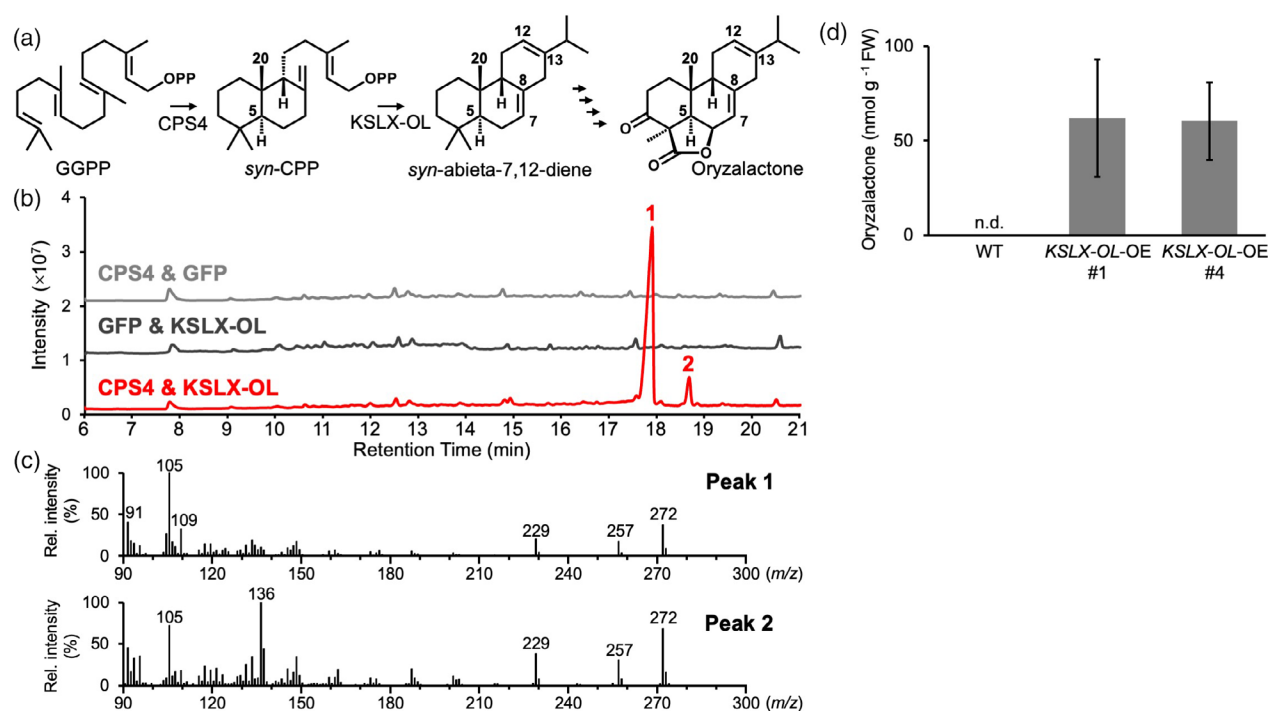 (a)
20
OPP
OPP
CPS4
5
H
H
GGPP
syn-CPP
KSLX-OL
12
13
20
8
H
5
7
H
syn-abieta-7,12-diene
12
13
20
8
H
5
7
H
O
O
O
Oryzalactone
(b)
4
3
2
1
0
Intensity (×10⁷)
CPS4 & GFP
GFP & KSLX-OL
CPS4 & KSLX-OL
1
2
6 7 8 9 10 11 12 13 14 15 16 17 18 19 20 21
Retention Time (min)
(c)
Rel. intensity
(%)
100
50
0
91
105
109
229
257
272
Peak 1
90 120 150 180 210 240 270 300 (m/z)
Rel. intensity
(%)
100
50
0
105
136
229
257
272
Peak 2
90 120 150 180 210 240 270 300 (m/z)
(d)
Oryzalactone (nmol g ⁻¹ FW)
100
50
0
n.d.
WT
KSLX-OL-OE
#1
KSLX-OL-OE
#4